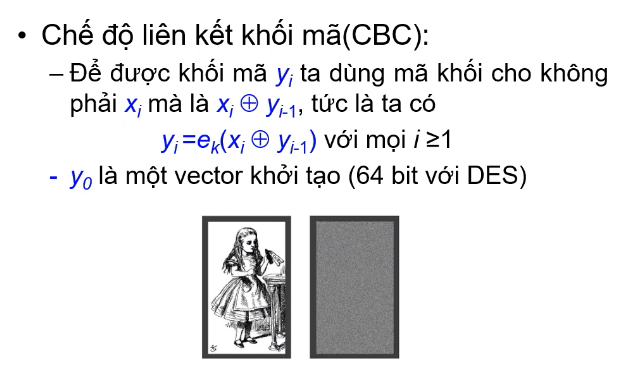 • Chế độ liên kết khối mã(CBC):
– Để được khối mã yi ta dùng mã khối cho không
phải xi mà là xi ⊕ yi-1, tức là ta có
yi =ek(xi ⊕ yi-1) với mọi i ≥1
- y0 là một vector khởi tạo (64 bit với DES)